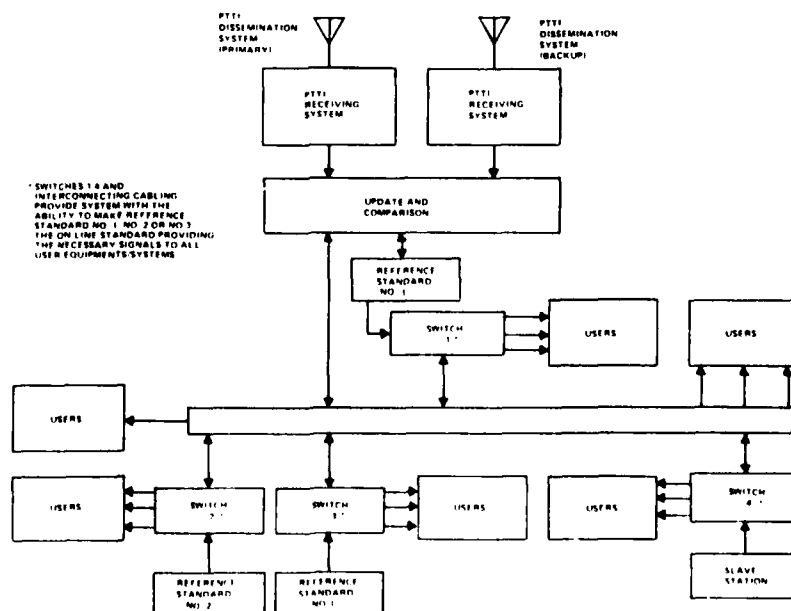 PTTI
DISSEMINATION
SYSTEM
(PRIMARY)
PTTI
DISSEMINATION
SYSTEM
(BACKUP)
PTTI
RECEIVING
SYSTEM
PTTI
RECEIVING
SYSTEM
* SWITCHES 1 4 AND
INTERCONNECTING CABLING
PROVIDE SYSTEM WITH THE
ABILITY TO MAKE REFERENCE
STANDARD NO. 1, NO. 2 OR NO 3
THE ON LINE STANDARD PROVIDING
THE NECESSARY SIGNALS TO ALL
USER EQUIPMENTS/SYSTEMS
UPDATE AND
COMPARISON
REFERENCE
STANDARD
NO. 1
SWITCH
1 *
USERS
USERS
USERS
USERS
SWITCH
2 *
SWITCH
3 *
USERS
USERS
SWITCH
4 *
REFERENCE
STANDARD
NO. 2
REFERENCE
STANDARD
NO.
SLAVE
STATION